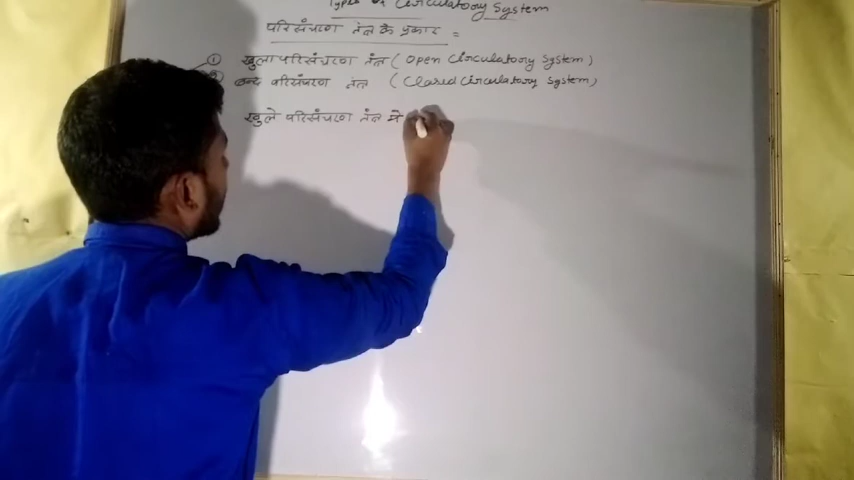 Types of Circulatory System
परिसंचरण तंत्र के प्रकार =
① खुला परिसंचरण तंत्र ( Open Circulatory System )
② बन्द परिसंचरण तंत्र ( Closed Circulatory System )
खुले परिसंचरण तंत्र मे